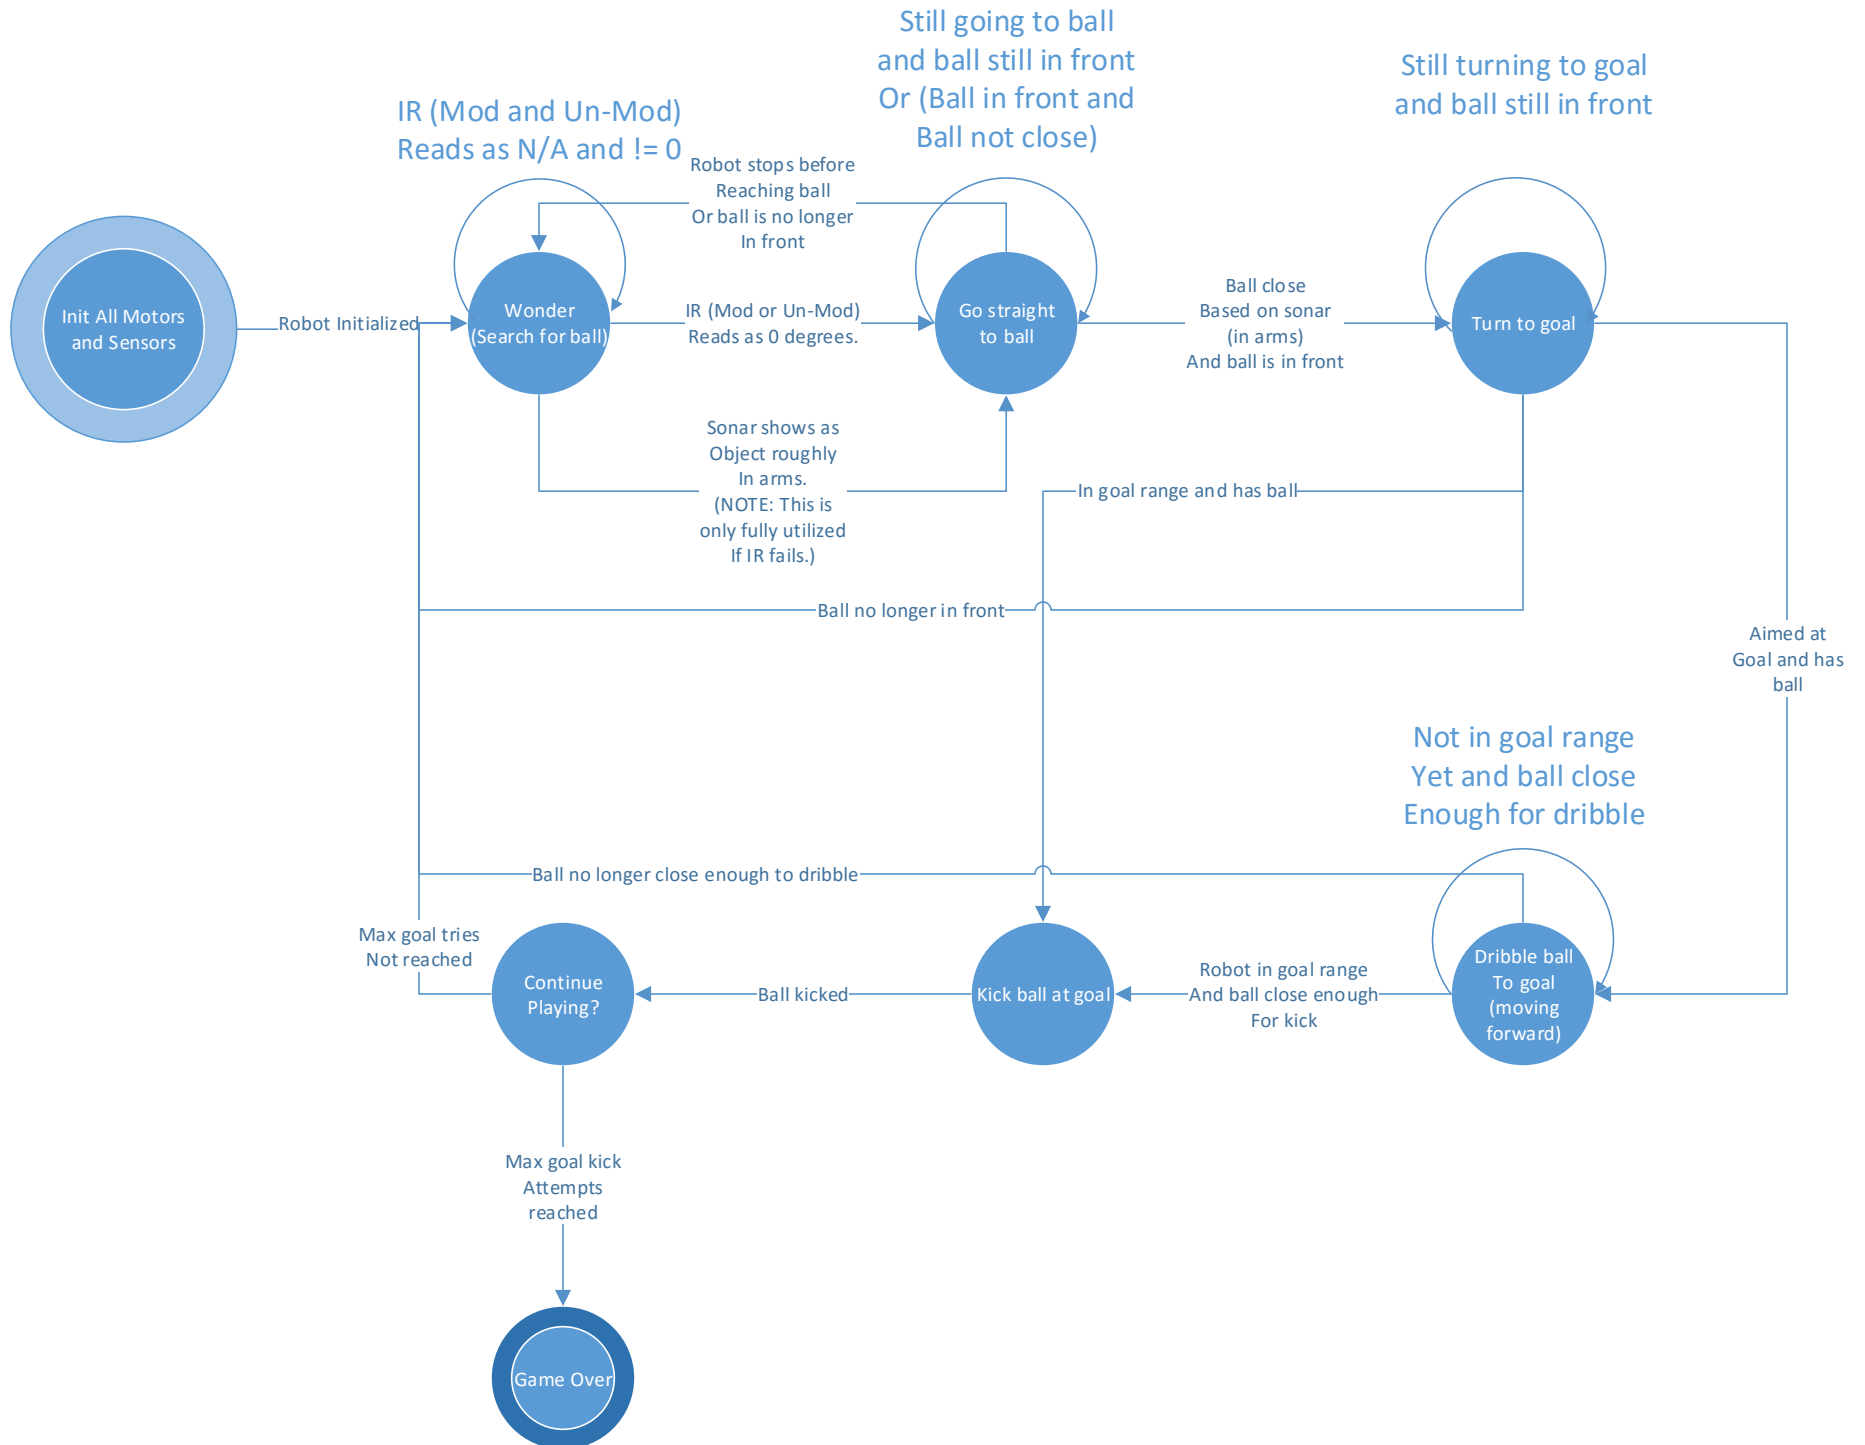 Still going to ball
and ball still in front
Or (Ball in front and
Ball not close)
Still turning to goal
and ball still in front
IR (Mod and Un-Mod)
Reads as N/A and != 0
Robot stops before
Reaching ball
Or ball is no longer
In front
Init All Motors
and Sensors
Robot Initialized
Wonder
(Search for ball)
IR (Mod or Un-Mod)
Reads as 0 degrees.
Go straight
to ball
Ball close
Based on sonar
(in arms)
And ball is in front
Turn to goal
Sonar shows as
Object roughly
In arms.
(NOTE: This is
only fully utilized
If IR fails.)
In goal range and has ball
Ball no longer in front
Aimed at
Goal and has
ball
Not in goal range
Yet and ball close
Enough for dribble
Ball no longer close enough to dribble
Max goal tries
Not reached
Continue
Playing?
Ball kicked
Kick ball at goal
Robot in goal range
And ball close enough
For kick
Dribble ball
To goal
(moving
forward)
Max goal kick
Attempts
reached
Game Over